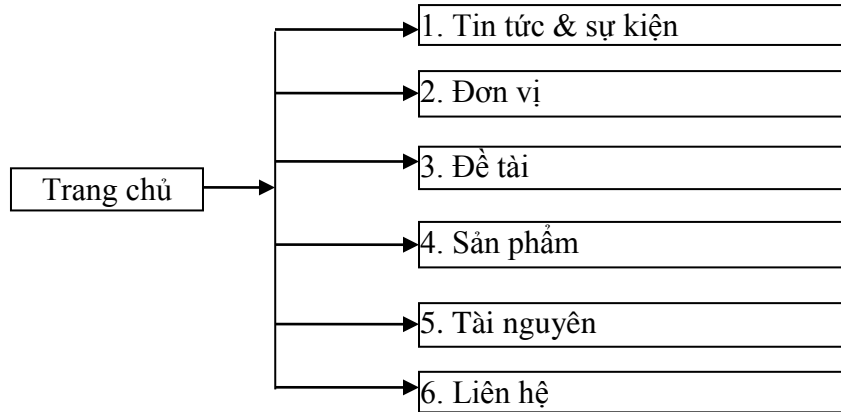 1. Tin tức & sự kiện
2. Đơn vị
3. Đề tài
Trang chủ
4. Sản phẩm
5. Tài nguyên
6. Liên hệ